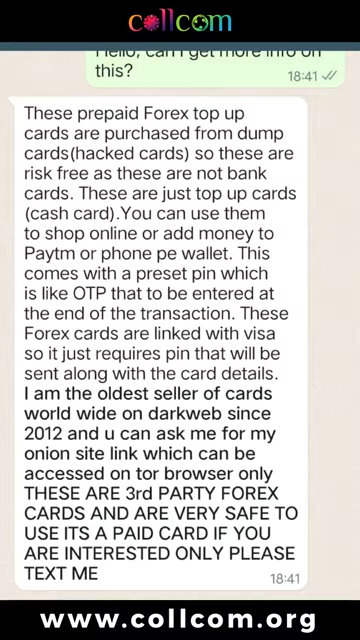 collcom
Hello, can I get more info on
this?
18:41
These prepaid Forex top up
cards are purchased from dump
cards(hacked cards) so these are
risk free as these are not bank
cards. These are just top up cards
(cash card).You can use them
to shop online or add money to
Paytm or phone pe wallet. This
comes with a preset pin which
is like OTP that to be entered at
the end of the transaction. These
Forex cards are linked with visa
so it just requires pin that will be
sent along with the card details.
I am the oldest seller of cards
world wide on darkweb since
2012 and u can ask me for my
onion site link which can be
accessed on tor browser only
THESE ARE 3rd PARTY FOREX
CARDS AND ARE VERY SAFE TO
USE ITS A PAID CARD IF YOU
ARE INTERESTED ONLY PLEASE
TEXT ME
18:41
www.collcom.org